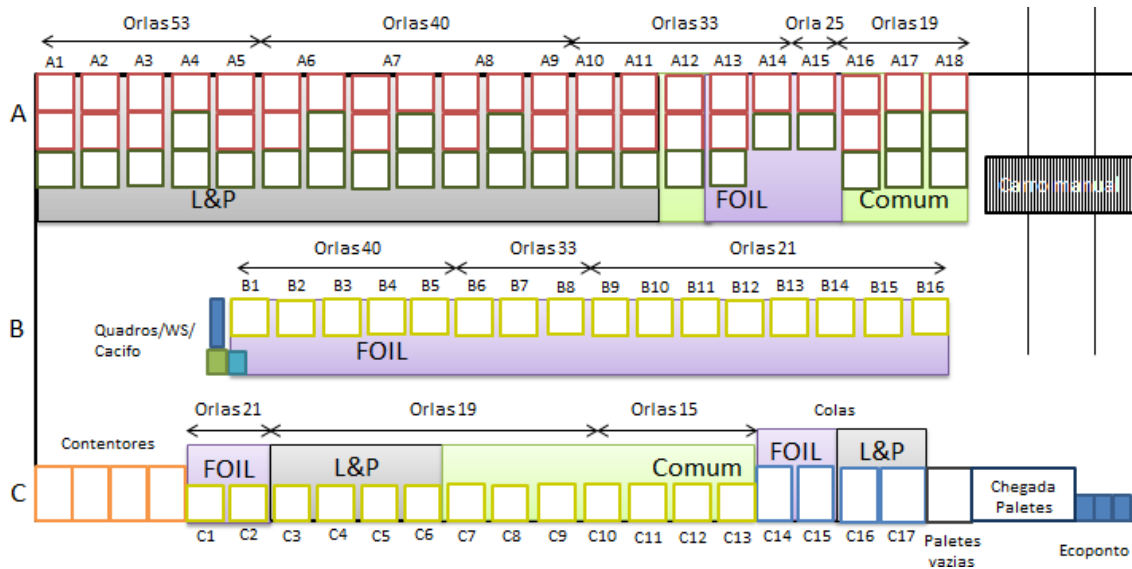 Orlas 53 Orlas 40 Orlas 33 Orla 25 Orlas 19
A1 A2 A3 A4 A5 A6 A7 A8 A9 A10 A11 A12 A13 A14 A15 A16 A17 A18
A
L&P FOIL Comum
Carro manual
Orlas 40 Orlas 33 Orlas 21
B1 B2 B3 B4 B5 B6 B7 B8 B9 B10 B11 B12 B13 B14 B15 B16
B
Quadros/WS/
Cacifo
FOIL
Orlas 21 Orlas 19 Orlas 15 Colas
Contentores
FOIL L&P Comum FOIL L&P
C
Chegada
Paletes
C1 C2 C3 C4 C5 C6 C7 C8 C9 C10 C11 C12 C13 C14 C15 C16 C17
Paletes
vazias
Ecoponto